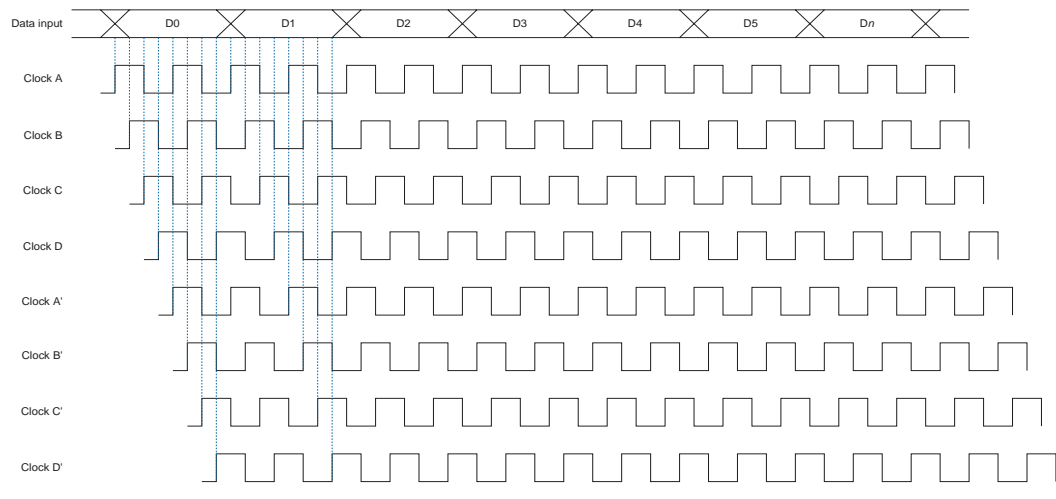 Data input D0 D1 D2 D3 D4 D5 Dn
Clock A
Clock B
Clock C
Clock D
Clock A'
Clock B'
Clock C'
Clock D'